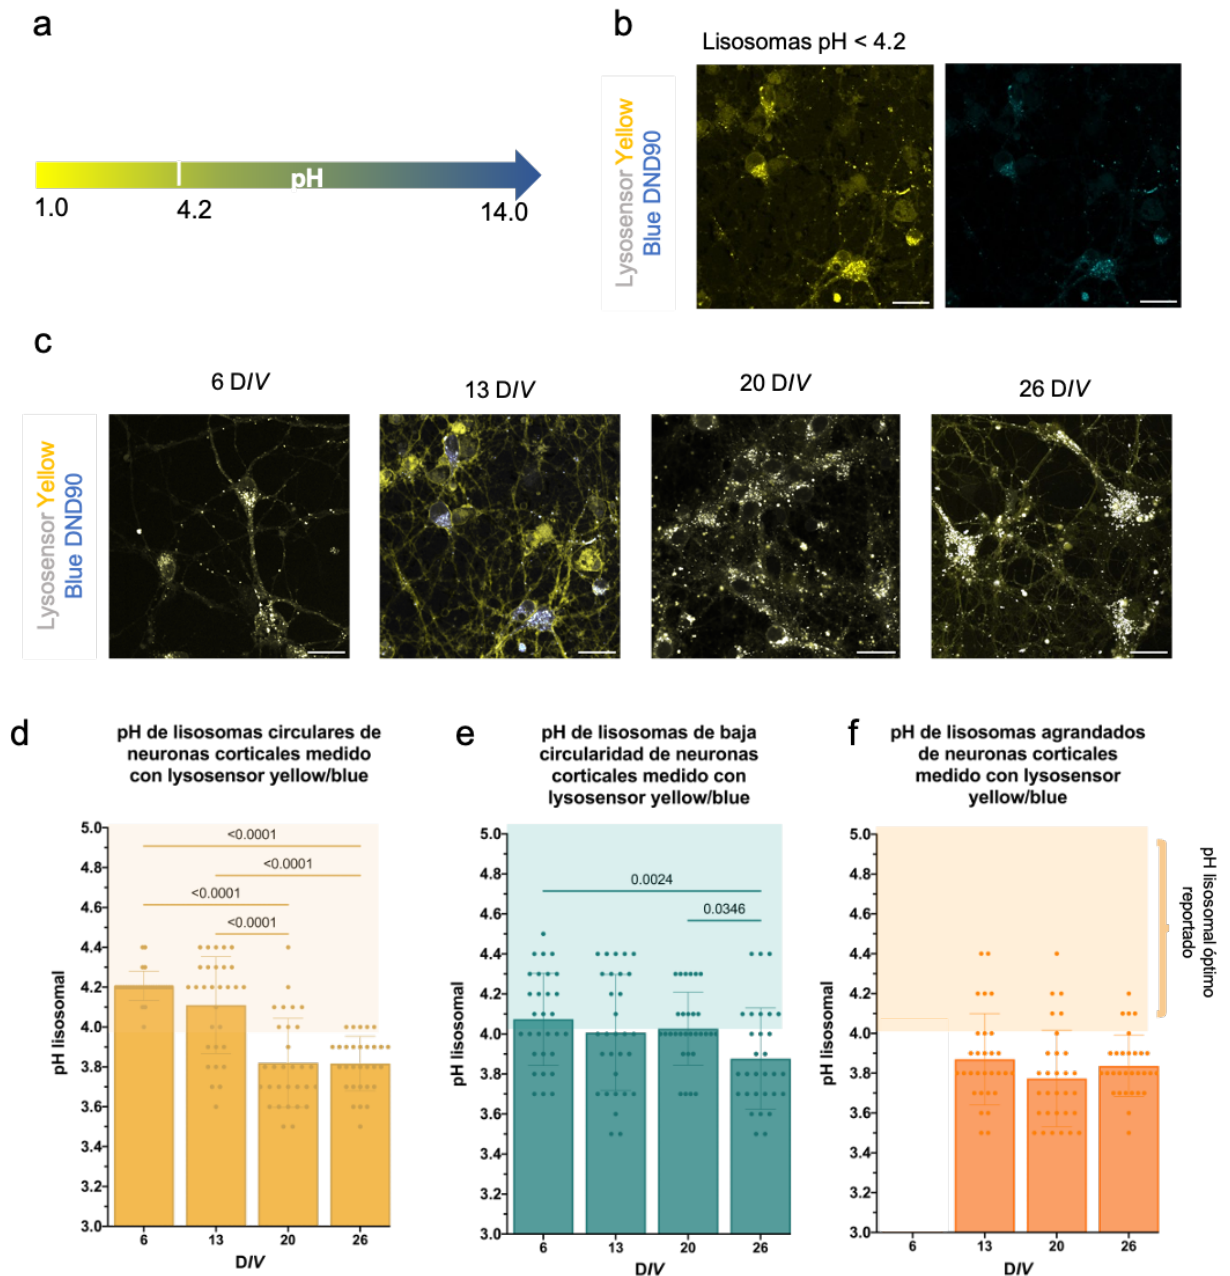 a
pH
1.0
4.2
14.0
b
Lisosomas pH < 4.2
Lysosensor Yellow
Blue DND90
c
6 DIV
13 DIV
20 DIV
26 DIV
Lysosensor Yellow
Blue DND90
d
pH de lisosomas circulares de
neuronas corticales medido
con lysosensor yellow/blue
pH lisosomal
5.0
4.8
4.6
4.4
4.2
4.0
3.8
3.6
3.4
3.2
3.0
<0.0001
<0.0001
<0.0001
<0.0001
6
13
20
26
DIV
e
pH de lisosomas de baja
circularidad de neuronas
corticales medido con
lysosensor yellow/blue
pH lisosomal
5.0
4.8
4.6
4.4
4.2
4.0
3.8
3.6
3.4
3.2
3.0
0.0024
0.0346
6
13
20
26
DIV
f
pH de lisosomas agrandados
de neuronas corticales
medido con lysosensor
yellow/blue
pH lisosomal
5.0
4.8
4.6
4.4
4.2
4.0
3.8
3.6
3.4
3.2
3.0
6
13
20
26
DIV
pH lisosomal óptimo
reportado